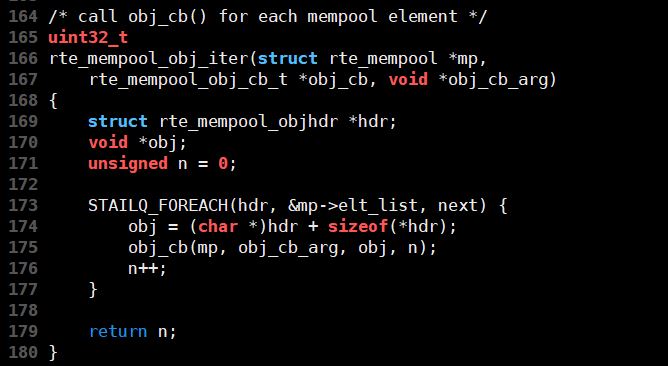 164 /* call obj_cb() for each mempool element */
165 uint32_t
166 rte_mempool_obj_iter(struct rte_mempool *mp,
167     rte_mempool_obj_cb_t *obj_cb, void *obj_cb_arg)
168 {
169     struct rte_mempool_objhdr *hdr;
170     void *obj;
171     unsigned n = 0;
172
173     STAILQ_FOREACH(hdr, &mp->elt_list, next) {
174         obj = (char *)hdr + sizeof(*hdr);
175         obj_cb(mp, obj_cb_arg, obj, n);
176         n++;
177     }
178
179     return n;
180 }